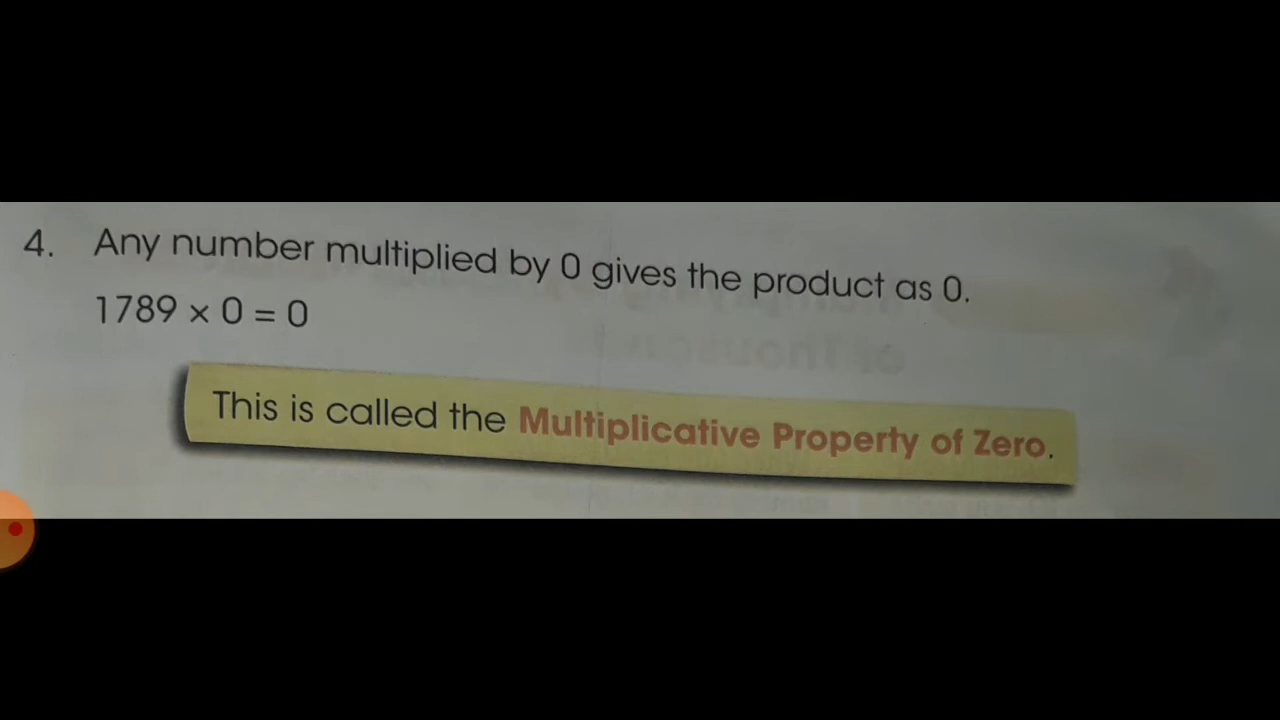 4. Any number multiplied by 0 gives the product as 0.
1789 × 0 = 0
This is called the Multiplicative Property of Zero.